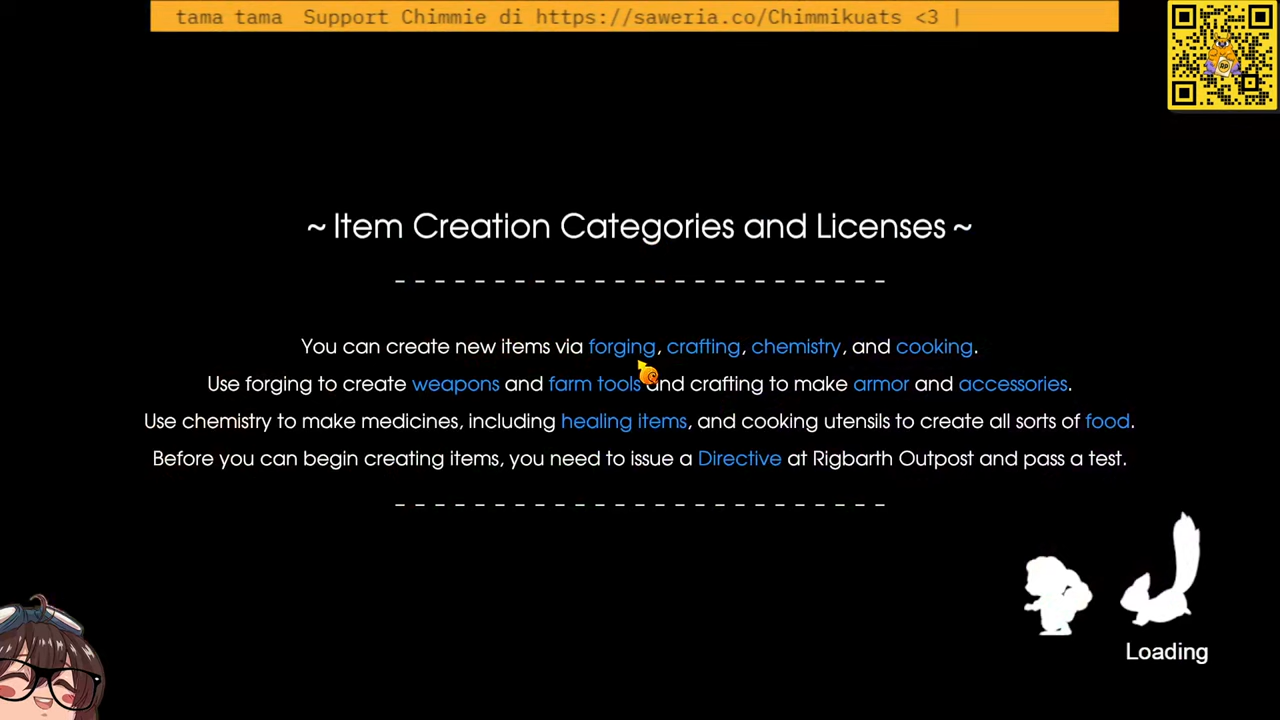 tama tama Support Chimmie di https://saweria.co/Chimmikuats <3 |
~ Item Creation Categories and Licenses ~
You can create new items via forging, crafting, chemistry, and cooking.
Use forging to create weapons and farm tools and crafting to make armor and accessories.
Use chemistry to make medicines, including healing items, and cooking utensils to create all sorts of food.
Before you can begin creating items, you need to issue a Directive at Rigbarth Outpost and pass a test.
Loading